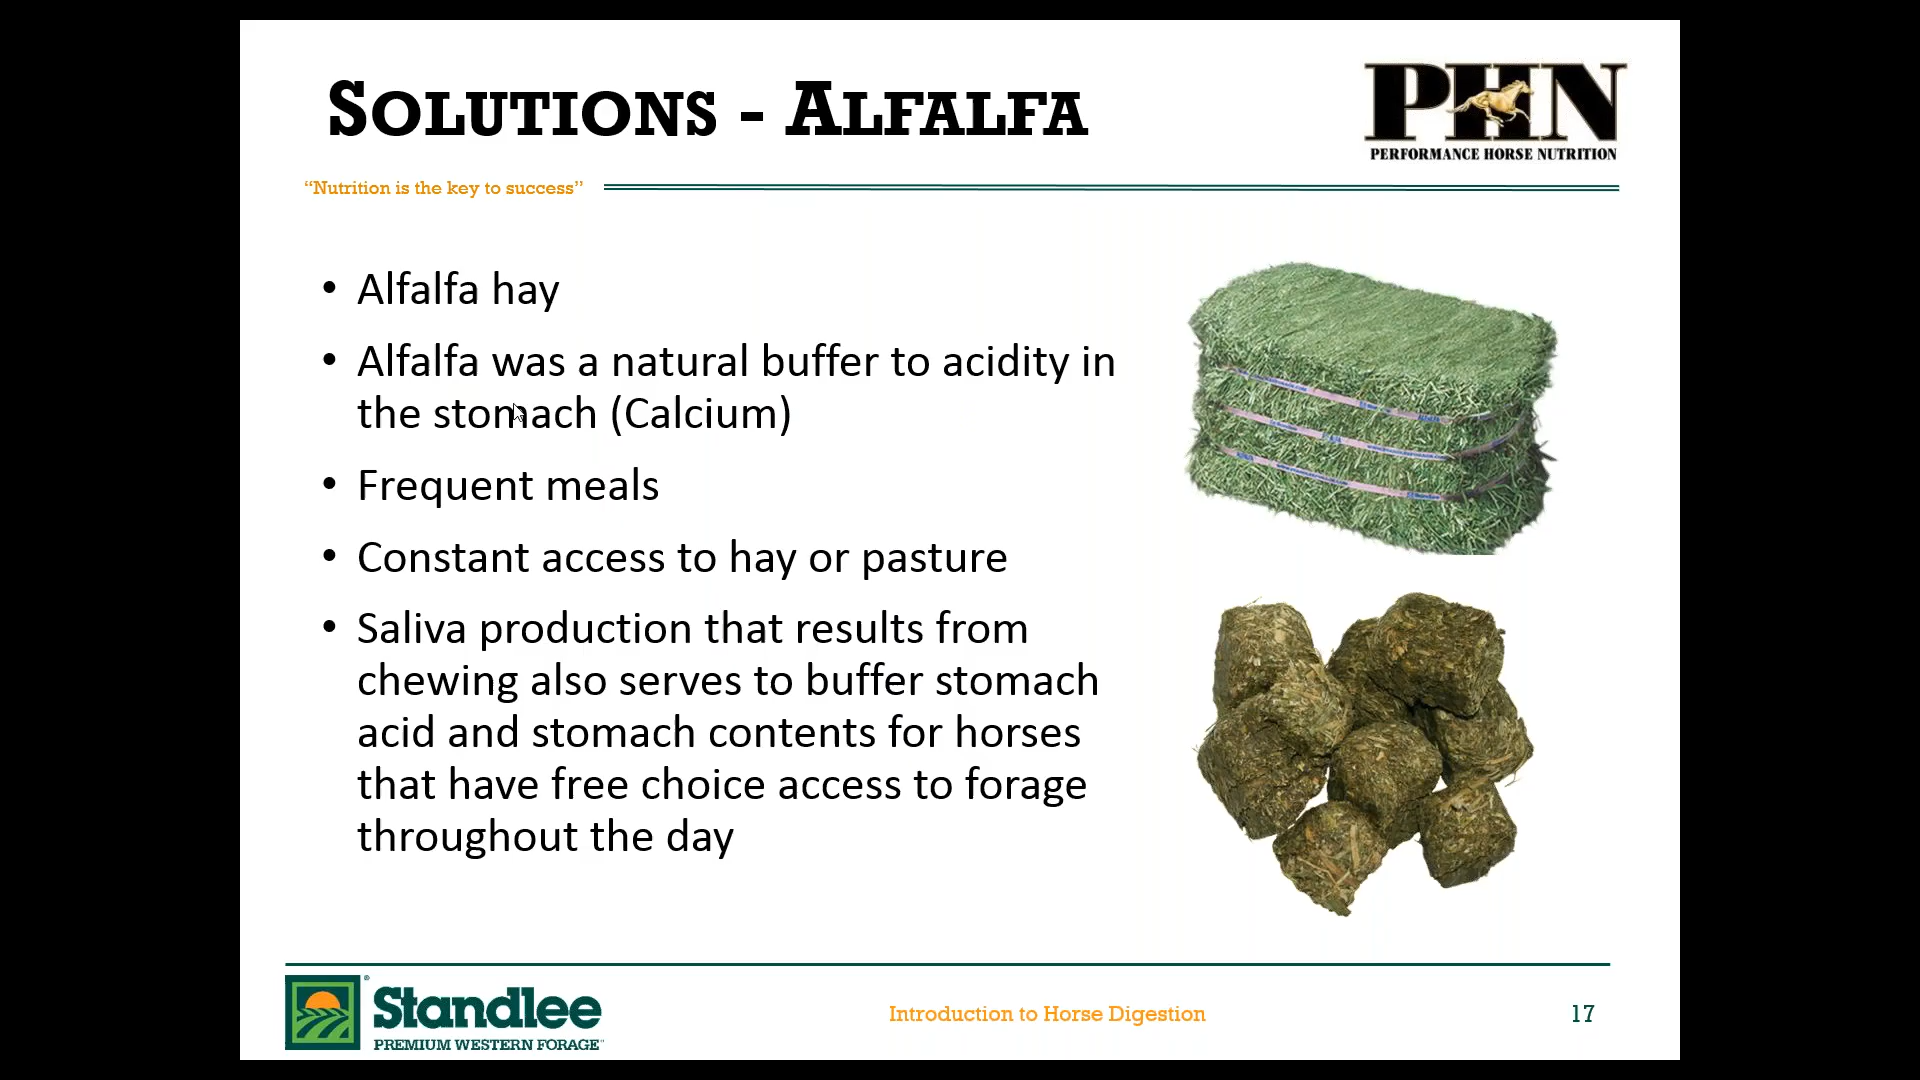 SOLUTIONS - ALFALFA
PHN
PERFORMANCE HORSE NUTRITION
“Nutrition is the key to success”
• Alfalfa hay
• Alfalfa was a natural buffer to acidity in
the stomach (Calcium)
• Frequent meals
• Constant access to hay or pasture
• Saliva production that results from
chewing also serves to buffer stomach
acid and stomach contents for horses
that have free choice access to forage
throughout the day
Standlee®
PREMIUM WESTERN FORAGE™
Introduction to Horse Digestion
17